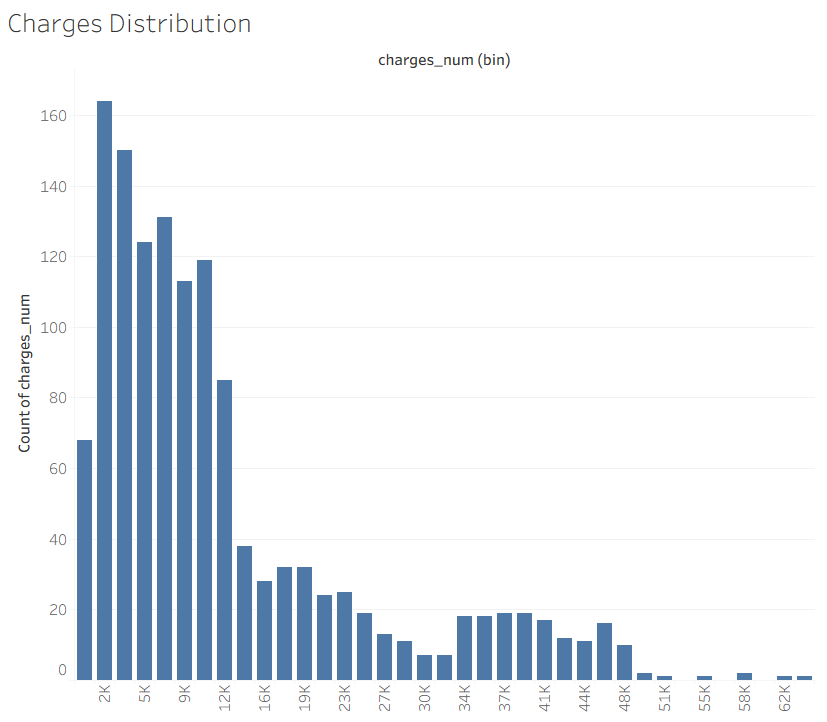 Charges Distribution
charges_num (bin)
160
140
120
100
80
60
40
20
0
Count of charges_num
2K
5K
9K
12K
16K
19K
23K
27K
30K
34K
37K
41K
44K
48K
51K
55K
58K
62K